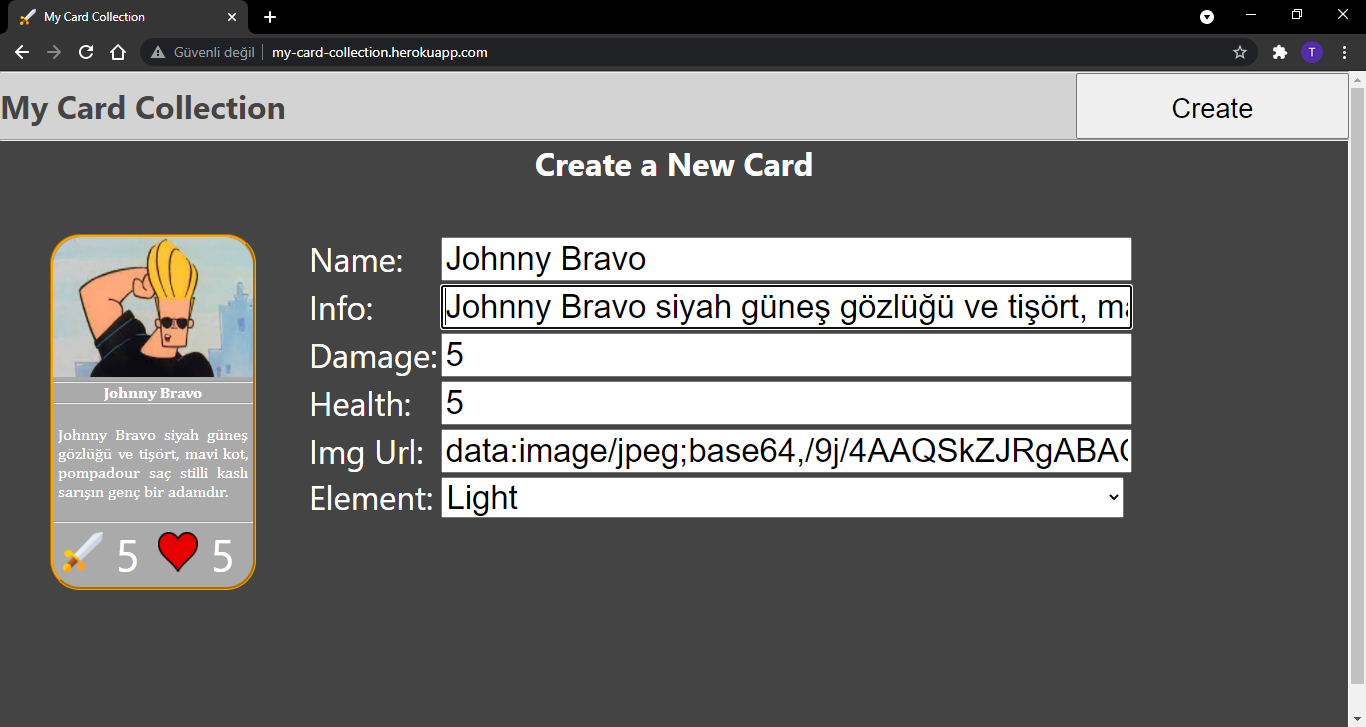 My Card Collection
Güvenli değil
my-card-collection.herokuapp.com
T
My Card Collection
Create
Create a New Card
Johnny Bravo
Johnny Bravo siyah güneş
gözlüğü ve tişört, mavi kot,
pompadour saç stilli kaslı
sarışın genç bir adamdır.
5
5
Name:
Johnny Bravo
Info:
Johnny Bravo siyah güneş gözlüğü ve tişört,
Damage:
5
Health:
5
Img Url:
data:image/jpeg;base64,/9j/4AAQSkZJRgABAQ
Element:
Light